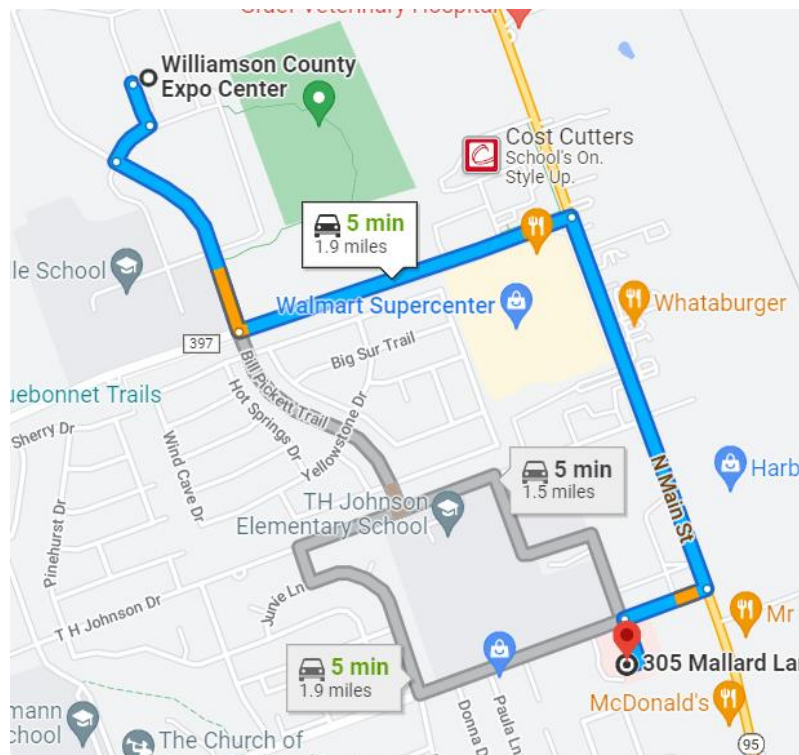 Veterinary Hospital
Williamson County
Expo Center
Cost Cutters
School's On.
Style Up.
5 min
1.9 miles
le School
Walmart Supercenter
Whataburger
397
Big Sur Trail
Bill Pickett Trail
uebonnet Trails
Hot Springs Dr
Yellowstone Dr
Sherry Dr
Wind Cave Dr
Pinehurst Dr
5 min
1.5 miles
N Main St
Harb
TH Johnson
Elementary School
Junie Ln
T H Johnson Dr
Mr
5 min
1.9 miles
305 Mallard La
McDonald's
mann
School
The Church of
Donna D
Paula Ln
95